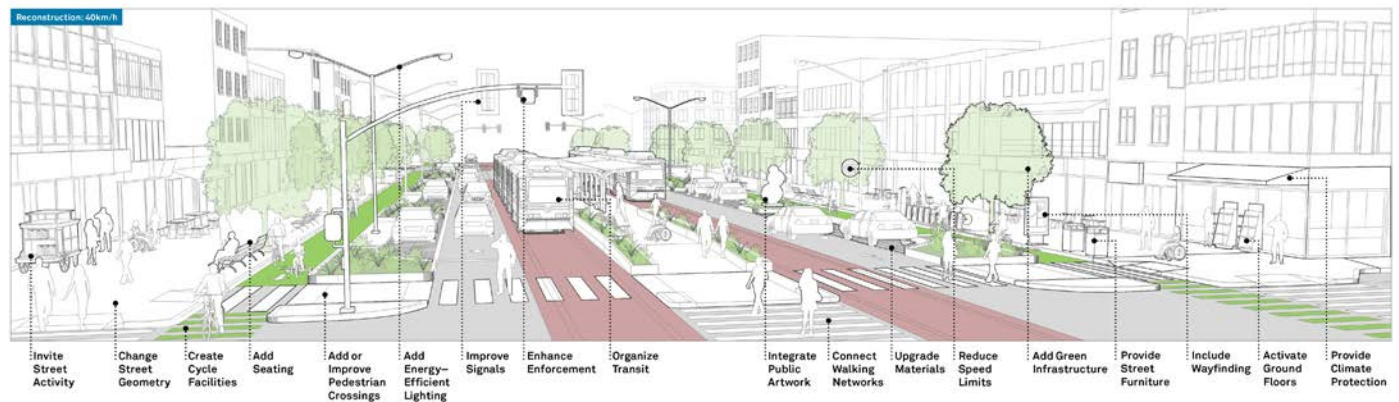 Reconstruction: 40km/h
Invite
Street
Activity
Change
Street
Geometry
Create
Cycle
Facilities
Add
Seating
Add or
Improve
Pedestrian
Crossings
Add
Energy–
Efficient
Lighting
Improve
Signals
Enhance
Enforcement
Organize
Transit
Integrate
Public
Artwork
Connect
Walking
Networks
Upgrade
Materials
Reduce
Speed
Limits
Add Green
Infrastructure
Provide
Street
Furniture
Include
Wayfinding
Activate
Ground
Floors
Provide
Climate
Protection